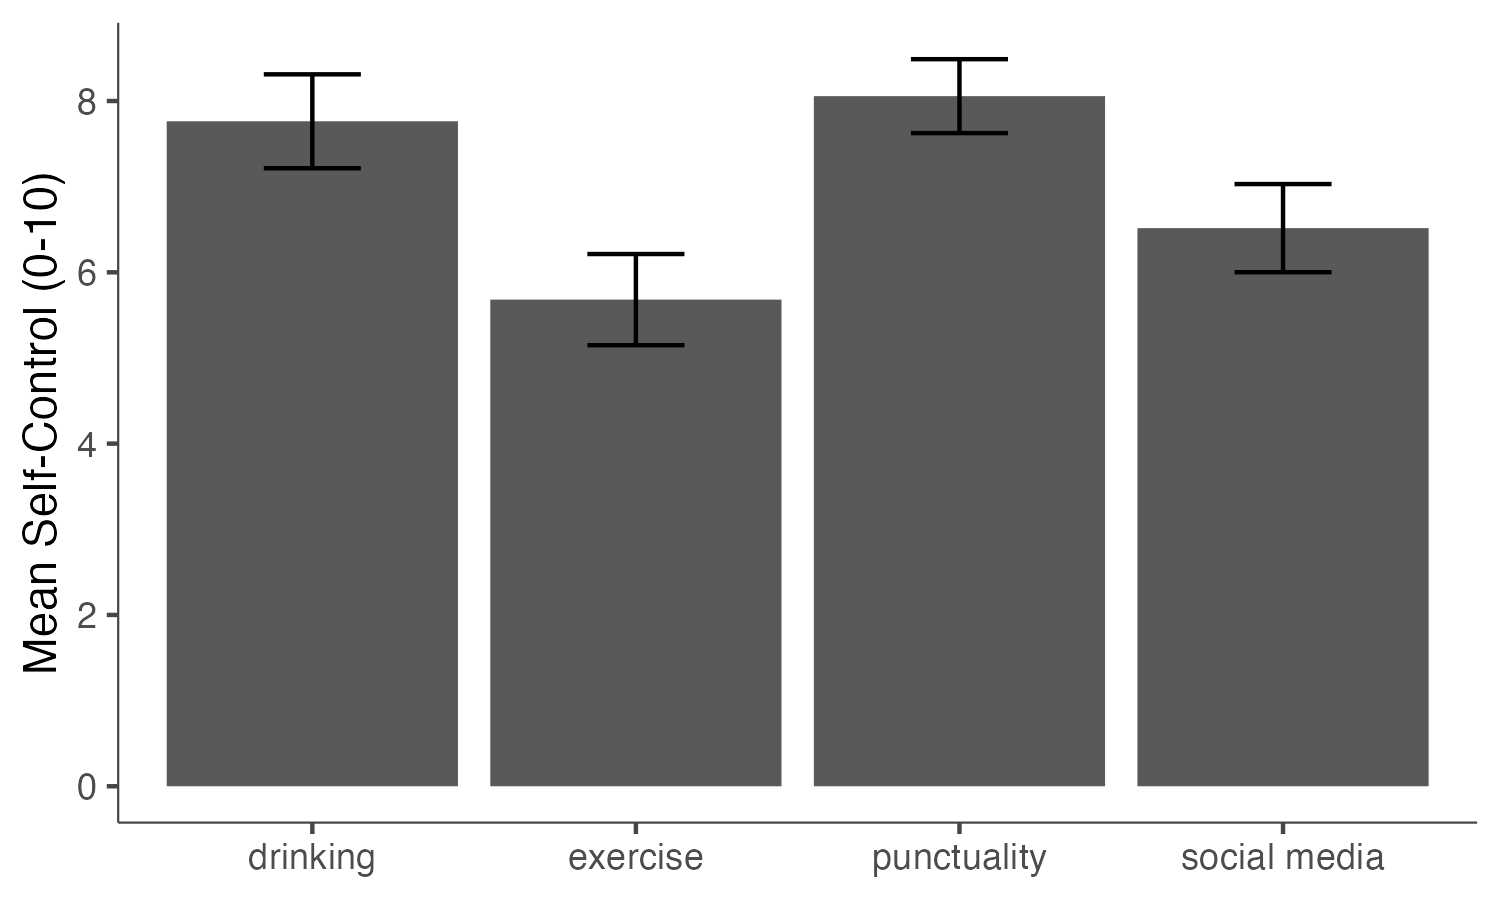 Mean Self-Control (0-10)
8
6
4
2
0
drinking exercise punctuality social media